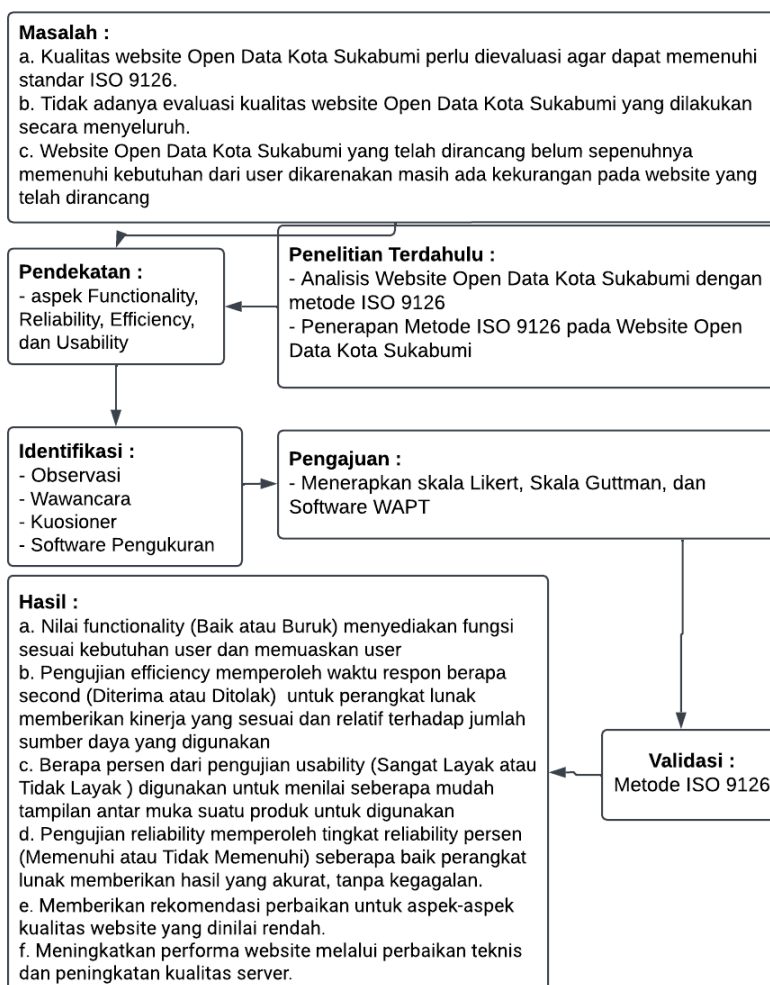 Masalah :
a. Kualitas website Open Data Kota Sukabumi perlu dievaluasi agar dapat memenuhi
standar ISO 9126.
b. Tidak adanya evaluasi kualitas website Open Data Kota Sukabumi yang dilakukan
secara menyeluruh.
c. Website Open Data Kota Sukabumi yang telah dirancang belum sepenuhnya
memenuhi kebutuhan dari user dikarenakan masih ada kekurangan pada website yang
telah dirancang
Pendekatan :
- aspek Functionality,
Reliability, Efficiency,
dan Usability
Penelitian Terdahulu :
- Analisis Website Open Data Kota Sukabumi dengan
metode ISO 9126
- Penerapan Metode ISO 9126 pada Website Open
Data Kota Sukabumi
Identifikasi :
- Observasi
- Wawancara
- Kuosioner
- Software Pengukuran
Pengajuan :
- Menerapkan skala Likert, Skala Guttman, dan
Software WAPT
Validasi :
Metode ISO 9126
Hasil :
a. Nilai functionality (Baik atau Buruk) menyediakan fungsi
sesuai kebutuhan user dan memuaskan user
b. Pengujian efficiency memperoleh waktu respon berapa
second (Diterima atau Ditolak) untuk perangkat lunak
memberikan kinerja yang sesuai dan relatif terhadap jumlah
sumber daya yang digunakan
c. Berapa persen dari pengujian usability (Sangat Layak atau
Tidak Layak ) digunakan untuk menilai seberapa mudah
tampilan antar muka suatu produk untuk digunakan
d. Pengujian reliability memperoleh tingkat reliability persen
(Memenuhi atau Tidak Memenuhi) seberapa baik perangkat
lunak memberikan hasil yang akurat, tanpa kegagalan.
e. Memberikan rekomendasi perbaikan untuk aspek-aspek
kualitas website yang dinilai rendah.
f. Meningkatkan performa website melalui perbaikan teknis
dan peningkatan kualitas server.